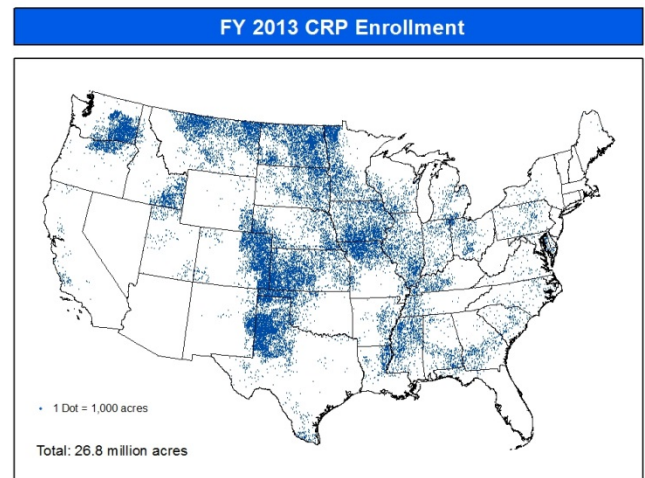 FY 2013 CRP Enrollment
1 Dot = 1,000 acres
Total: 26.8 million acres